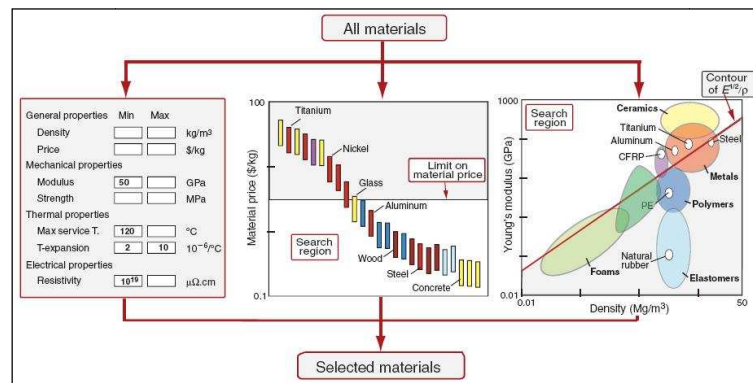 All materials
General properties Min Max
Density kg/m³
Price $/kg
Mechanical properties
Modulus 50 GPa
Strength MPa
Thermal properties
Max service T. 120 °C
T-expansion 2 10 10⁻⁶/°C
Electrical properties
Resistivity 10¹⁹ µΩ.cm
100
Material price ($/kg)
0.1
Titanium
Nickel
Glass
Limit on
material price
Aluminum
Search
region
Wood
Steel
Concrete
Contour
of E¹/²/ρ
1000
Young's modulus (GPa)
0.01
Search
region
Ceramics
Titanium
Aluminum
CFRP
Steel
Metals
PE
Polymers
Natural
rubber
Foams
Elastomers
0.01
50
Density (Mg/m³)
Selected materials